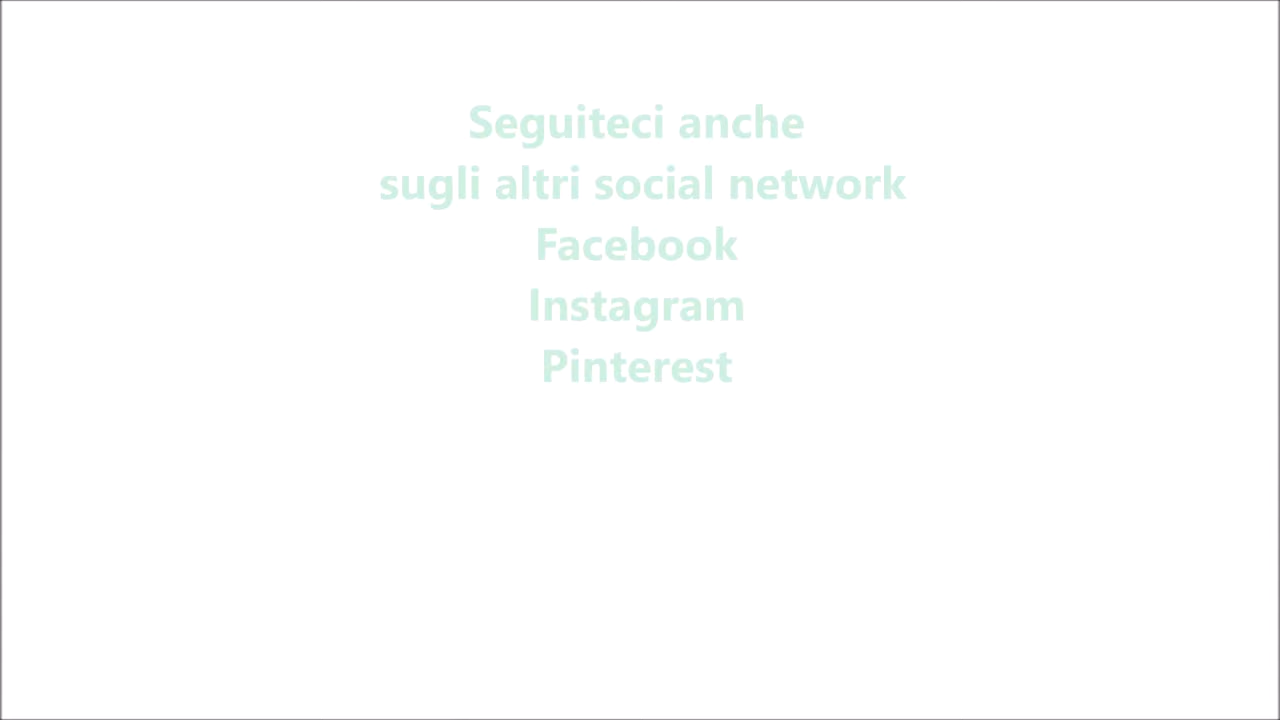 Seguiteci anche
sugli altri social network
Facebook
Instagram
Pinterest